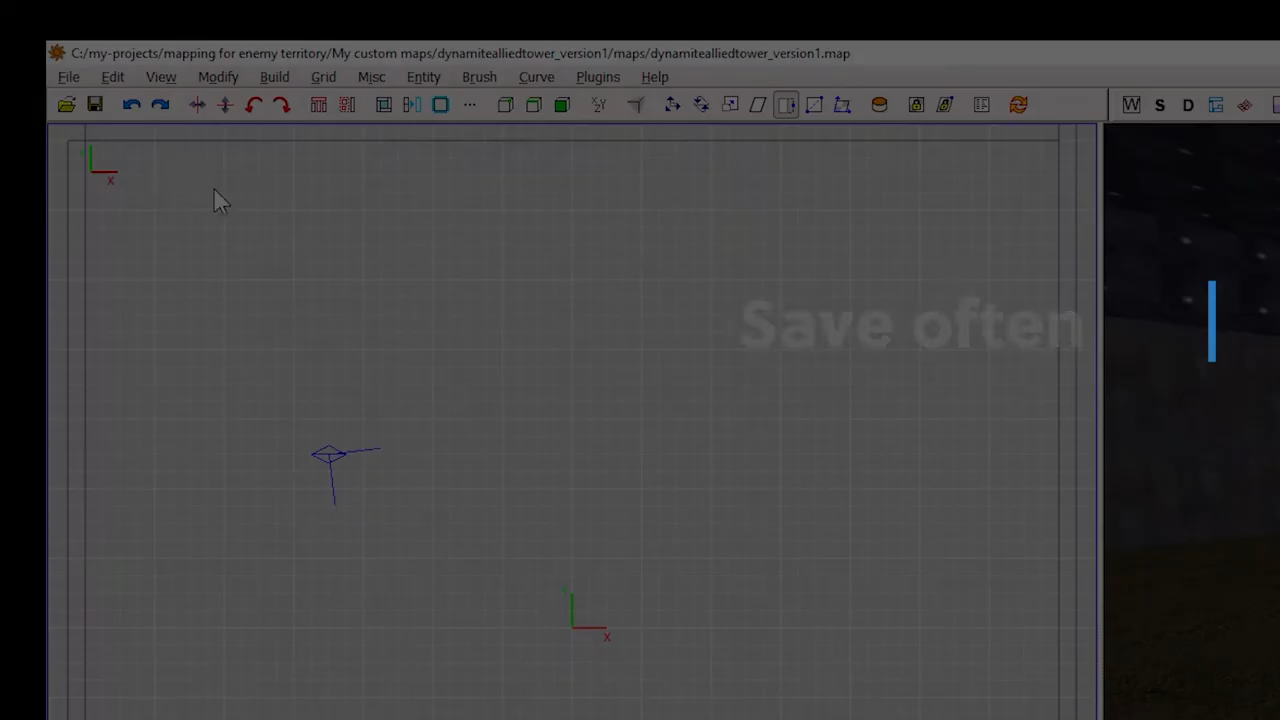 C:/my-projects/mapping for enemy territory/My custom maps/dynamitealliedtower_version1/maps/dynamitealliedtower_version1.map
File Edit View Modify Build Grid Misc Entity Brush Curve Plugins Help
W S D
X
Save often
X